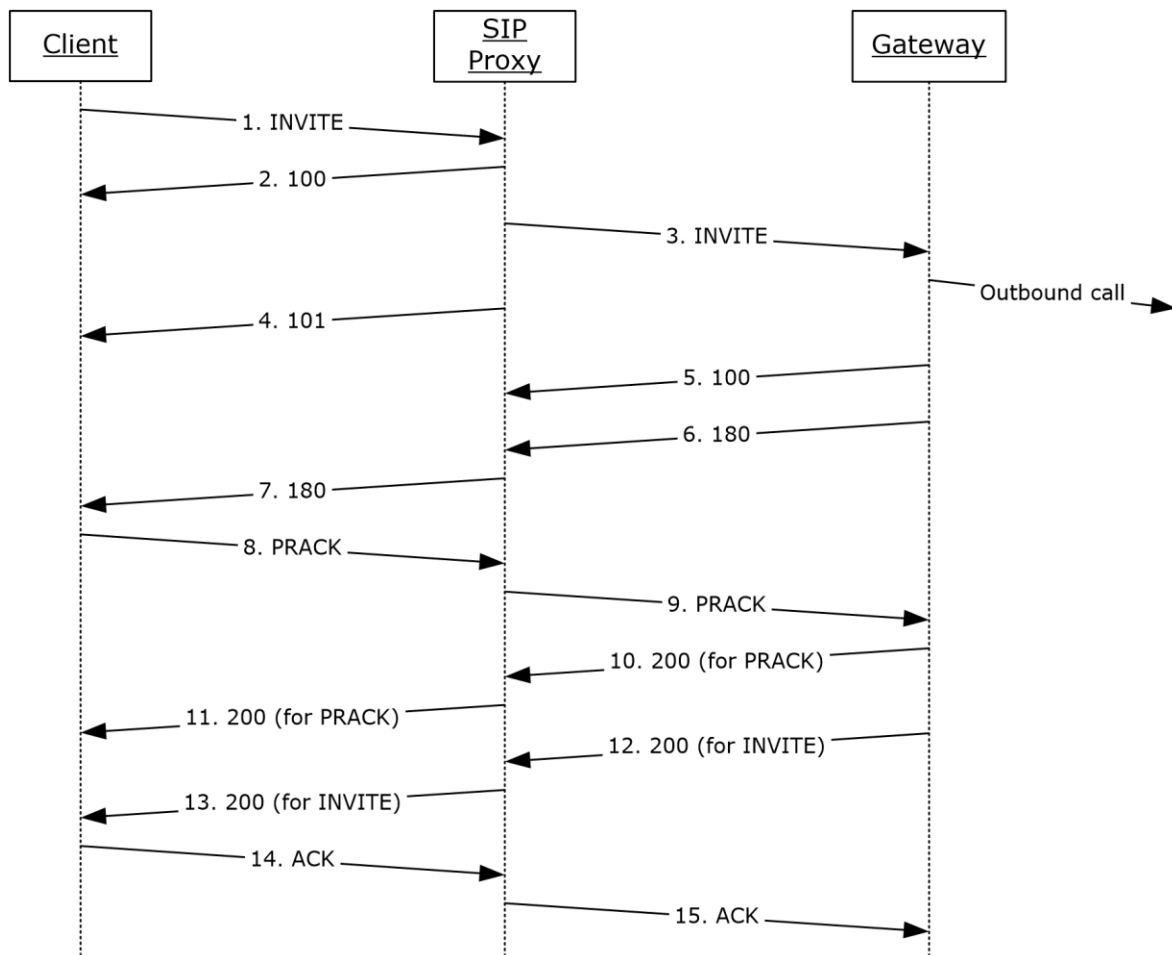 Client
SIP
Proxy
Gateway
1. INVITE
2. 100
3. INVITE
Outbound call
4. 101
5. 100
6. 180
7. 180
8. PRACK
9. PRACK
10. 200 (for PRACK)
11. 200 (for PRACK)
12. 200 (for INVITE)
13. 200 (for INVITE)
14. ACK
15. ACK